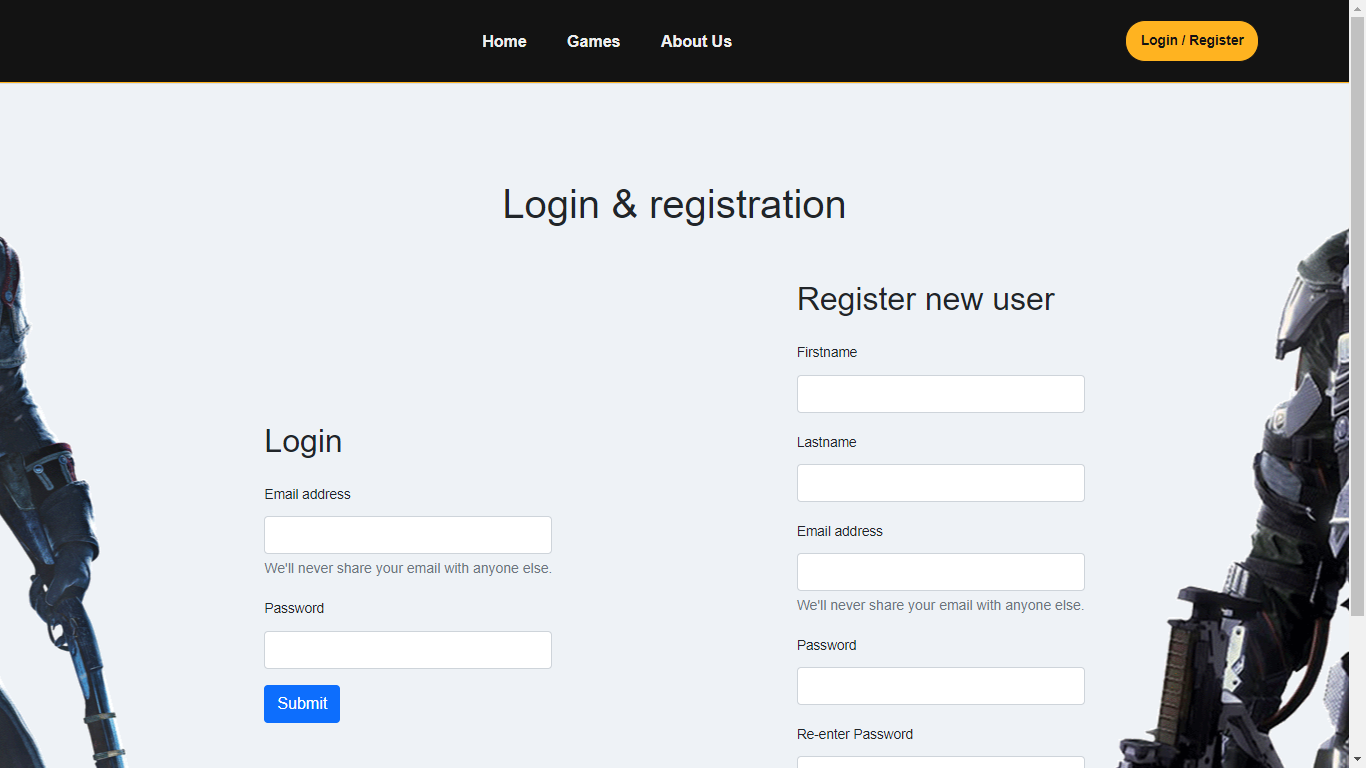 Home
Games
About Us
Login / Register
Login & registration
Login
Email address
We'll never share your email with anyone else.
Password
Submit
Register new user
Firstname
Lastname
Email address
We'll never share your email with anyone else.
Password
Re-enter Password